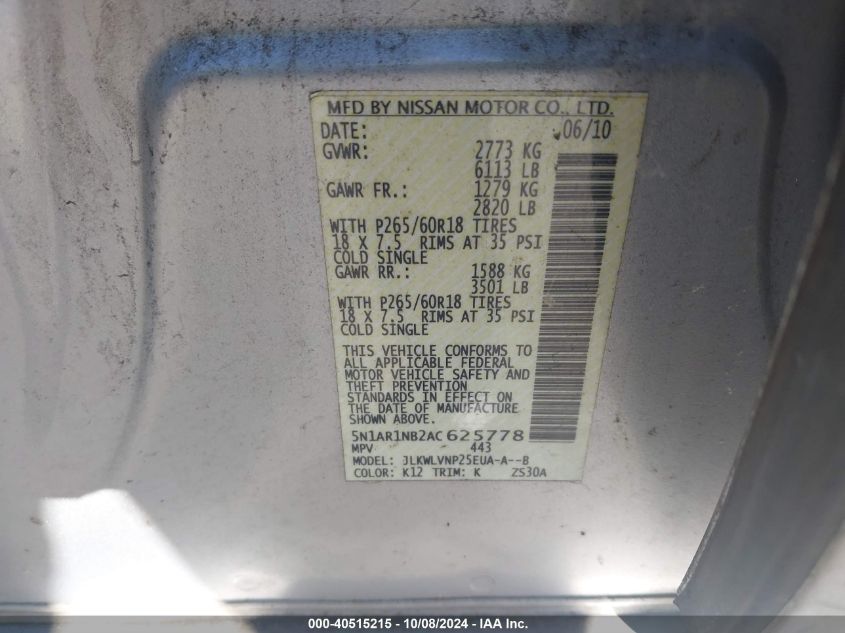 MFD BY NISSAN MOTOR CO., LTD.
DATE: 06/10
GVWR: 2773 KG
6113 LB
GAWR FR.: 1279 KG
2820 LB
WITH P265/60R18 TIRES
18 X 7.5 RIMS AT 35 PSI
COLD SINGLE
GAWR RR.: 1588 KG
3501 LB
WITH P265/60R18 TIRES
18 X 7.5 RIMS AT 35 PSI
COLD SINGLE
THIS VEHICLE CONFORMS TO
ALL APPLICABLE FEDERAL
MOTOR VEHICLE SAFETY AND
THEFT PREVENTION
STANDARDS IN EFFECT ON
THE DATE OF MANUFACTURE
SHOWN ABOVE.
5N1AR1NB2AC625778
MPV 443
MODEL: JLKWLVNP25EUA-A--B
COLOR: K12 TRIM: K ZS30A
000-40515215 - 10/08/2024 - IAA Inc.